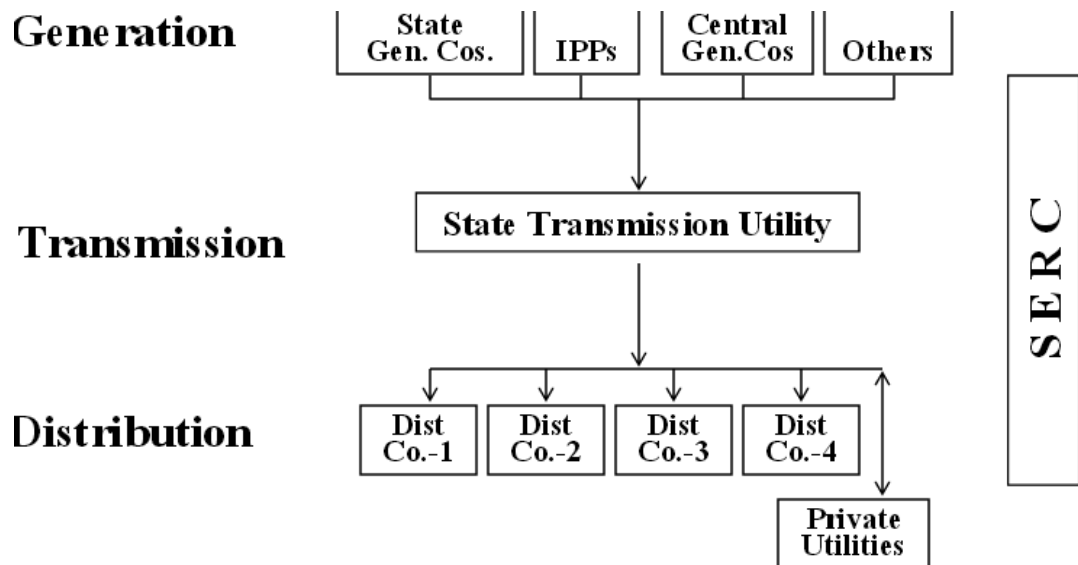 Generation
State
Gen. Cos.
IPPs
Central
Gen.Cos
Others
SERC
Transmission
State Transmission Utility
Distribution
Dist
Co.-1
Dist
Co.-2
Dist
Co.-3
Dist
Co.-4
Private
Utilities